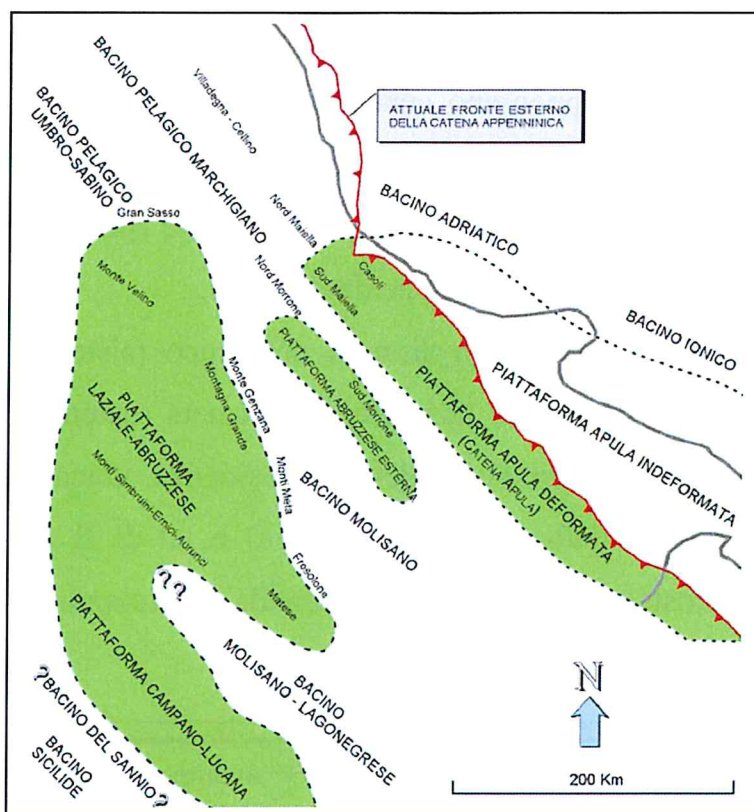 BACINO PELAGICO MARCHIGIANO
Villadegna - Cellino
ATTUALE FRONTE ESTERNO
DELLA CATENA APPENNINICA
BACINO PELAGICO
UMBRO-SABINO
Gran Sasso
BACINO ADRIATICO
Nord Maiella
Monte Velino
Nord Morrone
Sud Maiella
Casoli
BACINO IONICO
PIATTAFORMA
LAZIALE-ABRUZZESE
Montagna Grande
Monte Genzana
PIATTAFORMA ABRUZZESE ESTERNA
Sud Morrone
PIATTAFORMA APULA DEFORMATA
(CATENA APULA)
PIATTAFORMA APULA INDEFORMATA
Monti Simbruini-Ernici-Aurunci
Monti Meta
BACINO MOLISANO
Frosolone
Matese
??
PIATTAFORMA CAMPANO-LUCANA
BACINO
MOLISANO - LAGONEGRESE
?BACINO DEL SANNIO?
BACINO
SICILIDE
N
200 Km